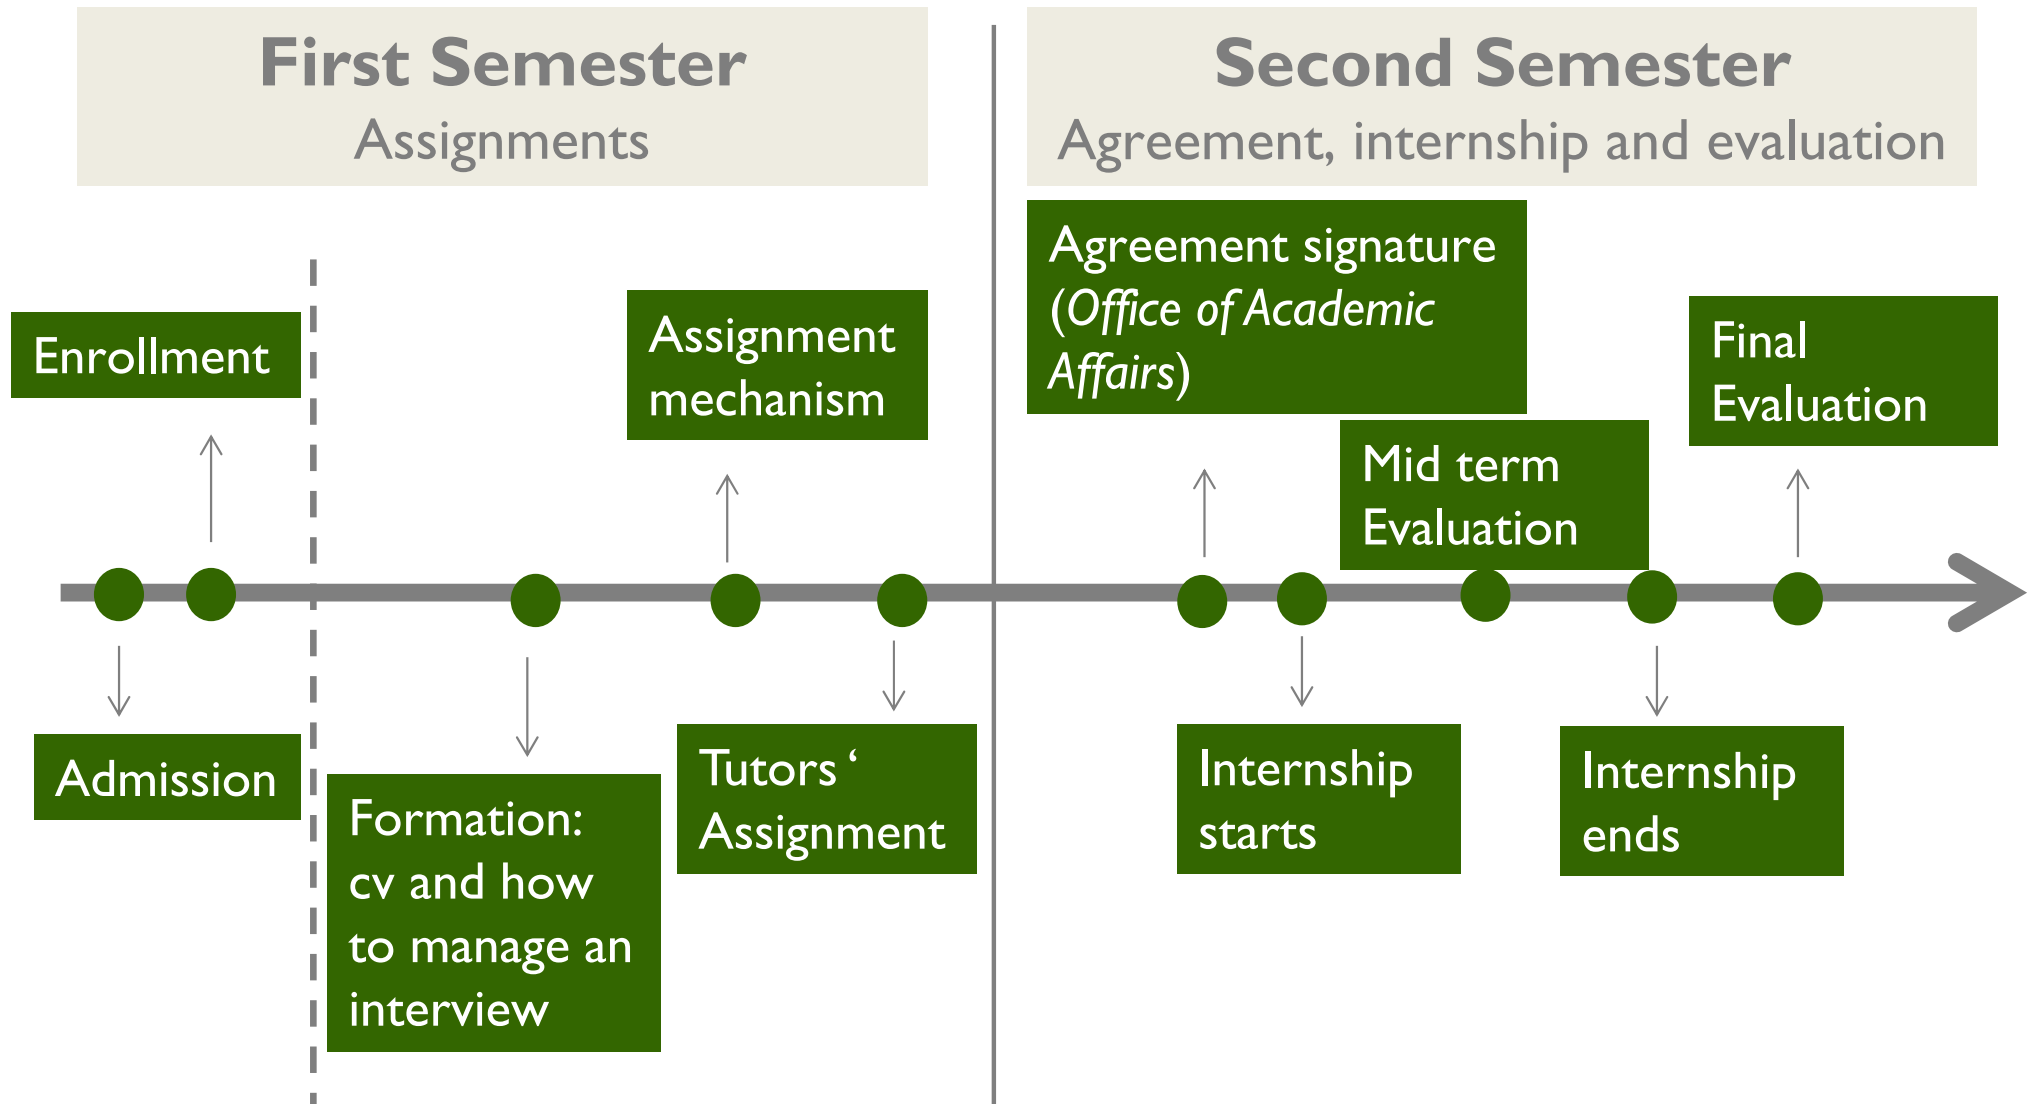 First Semester
Assignments
Second Semester
Agreement, internship and evaluation
Enrollment
Assignment
mechanism
Agreement signature
(Office of Academic
Affairs)
Mid term
Evaluation
Final
Evaluation
Admission
Formation:
cv and how
to manage an
interview
Tutors ‘
Assignment
Internship
starts
Internship
ends